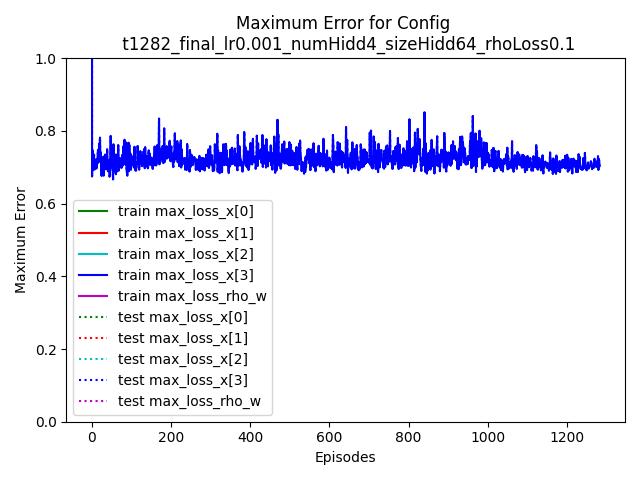 Maximum Error for Config
t1282_final_lr0.001_numHidd4_sizeHidd64_rhoLoss0.1
1.0
0.8
0.6
0.4
0.2
0.0
Maximum Error
train max_loss_x[0]
train max_loss_x[1]
train max_loss_x[2]
train max_loss_x[3]
train max_loss_rho_w
test max_loss_x[0]
test max_loss_x[1]
test max_loss_x[2]
test max_loss_x[3]
test max_loss_rho_w
0 200 400 600 800 1000 1200
Episodes